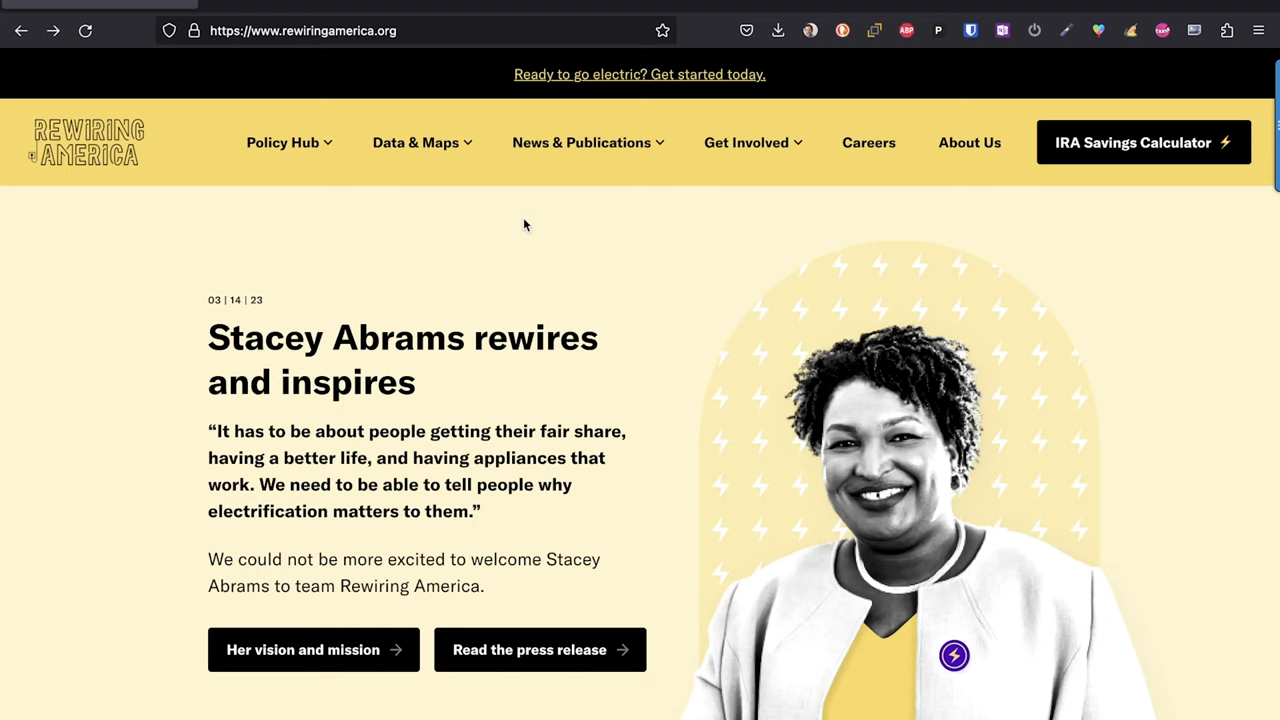 https://www.rewiringamerica.org
Ready to go electric? Get started today.
REWIRING
AMERICA
Policy Hub
Data & Maps
News & Publications
Get Involved
Careers
About Us
IRA Savings Calculator
03 | 14 | 23
Stacey Abrams rewires
and inspires
“It has to be about people getting their fair share,
having a better life, and having appliances that
work. We need to be able to tell people why
electrification matters to them.”
We could not be more excited to welcome Stacey
Abrams to team Rewiring America.
Her vision and mission
Read the press release